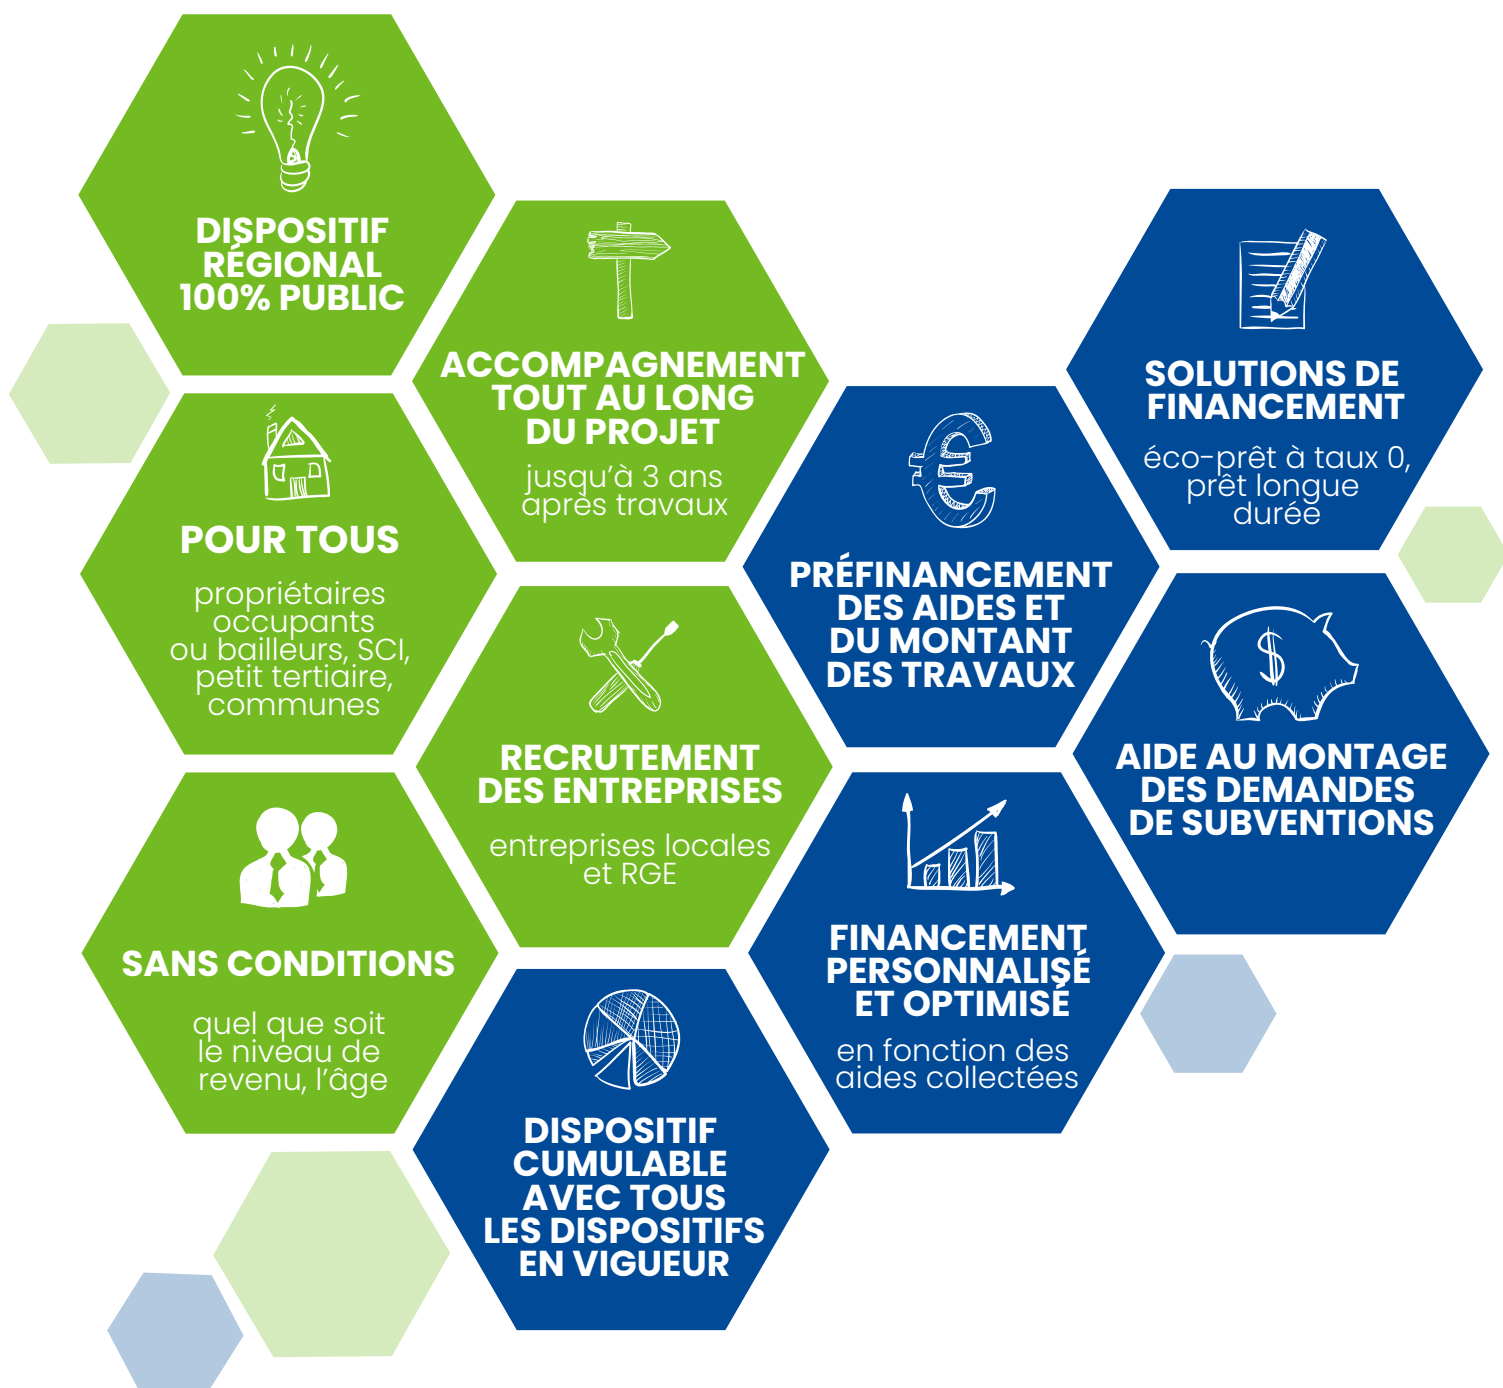 DISPOSITIF
RÉGIONAL
100% PUBLIC
ACCOMPAGNEMENT
TOUT AU LONG
DU PROJET
jusqu'à 3 ans
après travaux
POUR TOUS
propriétaires
occupants
ou bailleurs, SCI,
petit tertiaire,
communes
RECRUTEMENT
DES ENTREPRISES
entreprises locales
et RGE
SANS CONDITIONS
quel que soit
le niveau de
revenu, l'âge
SOLUTIONS DE
FINANCEMENT
éco-prêt à taux 0,
prêt longue
durée
PRÉFINANCEMENT
DES AIDES ET
DU MONTANT
DES TRAVAUX
$
AIDE AU MONTAGE
DES DEMANDES
DE SUBVENTIONS
FINANCEMENT
PERSONNALISÉ
ET OPTIMISÉ
en fonction des
aides collectées
DISPOSITIF
CUMULABLE
AVEC TOUS
LES DISPOSITIFS
EN VIGUEUR